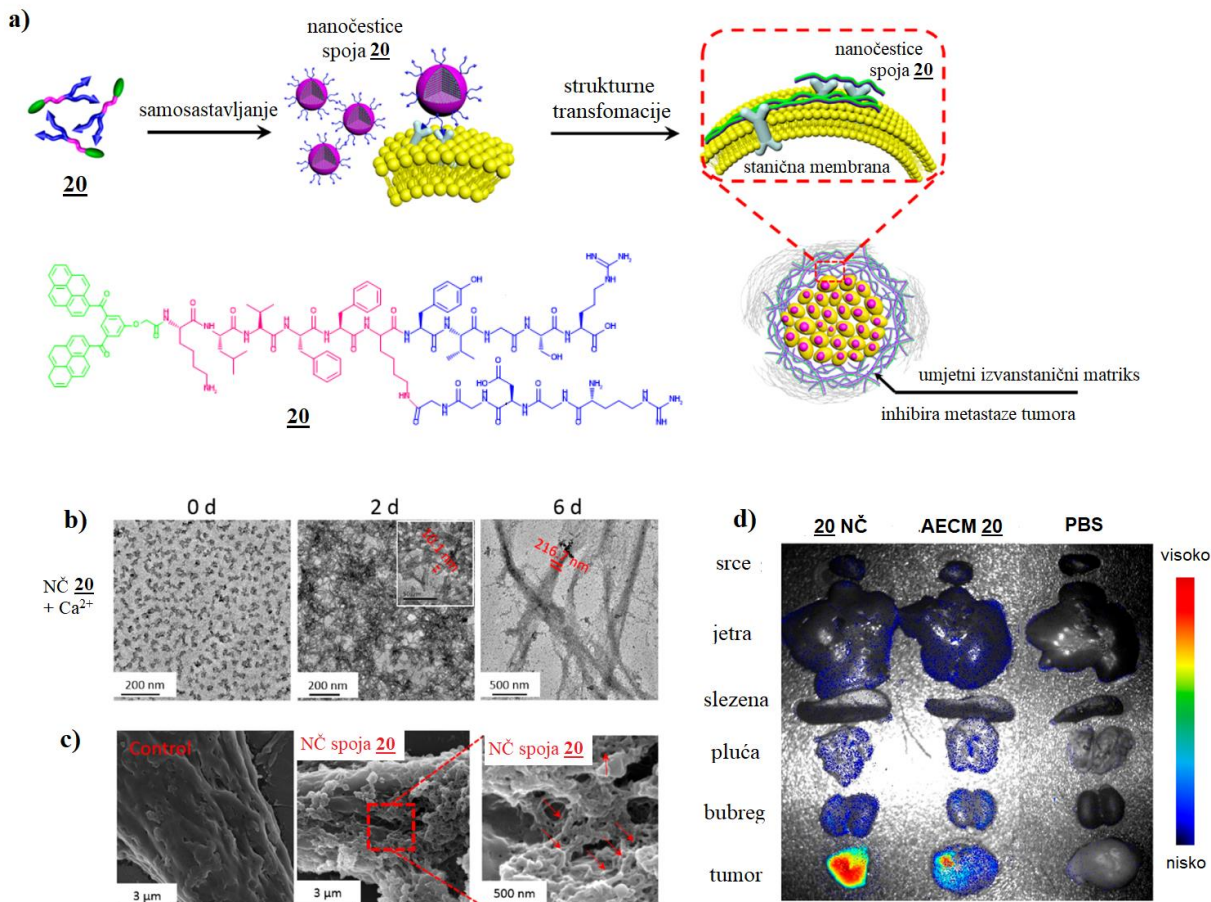 a)
nanočestice
spoja 20
samosastavljanje
20
strukturne
transfomacije
nanočestice
spoja 20
stanična membrana
umjetni izvanstanični matriks
inhibira metastaze tumora
20
b)
0 d
2 d
6 d
NČ 20
+ Ca²⁺
200 nm
200 nm
216.2 nm
500 nm
c)
Control
3 µm
NČ spoja 20
3 µm
NČ spoja 20
500 nm
d)
20 NČ
AECM 20
PBS
srce
jetra
slezena
pluća
bubreg
tumor
visoko
nisko